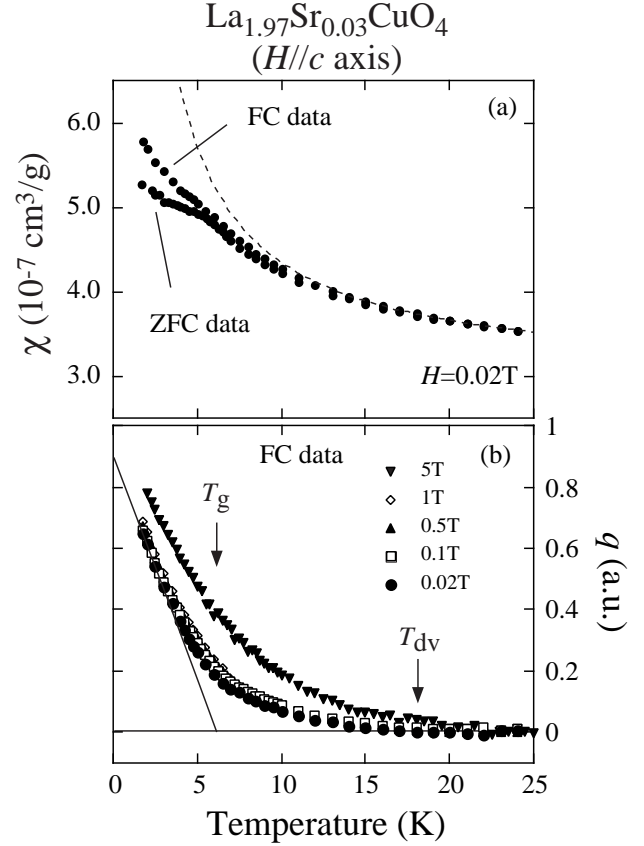 La₁.₉₇Sr₀.₀₃CuO₄
(H//c axis)
(a)
FC data
ZFC data
H=0.02T
χ (10⁻⁷ cm³/g)
6.0
5.0
4.0
3.0
FC data
(b)
5T
1T
0.5T
0.1T
0.02T
T_g
T_dv
1
0.8
0.6
0.4
0.2
0
q (a.u.)
0 5 10 15 20 25
Temperature (K)